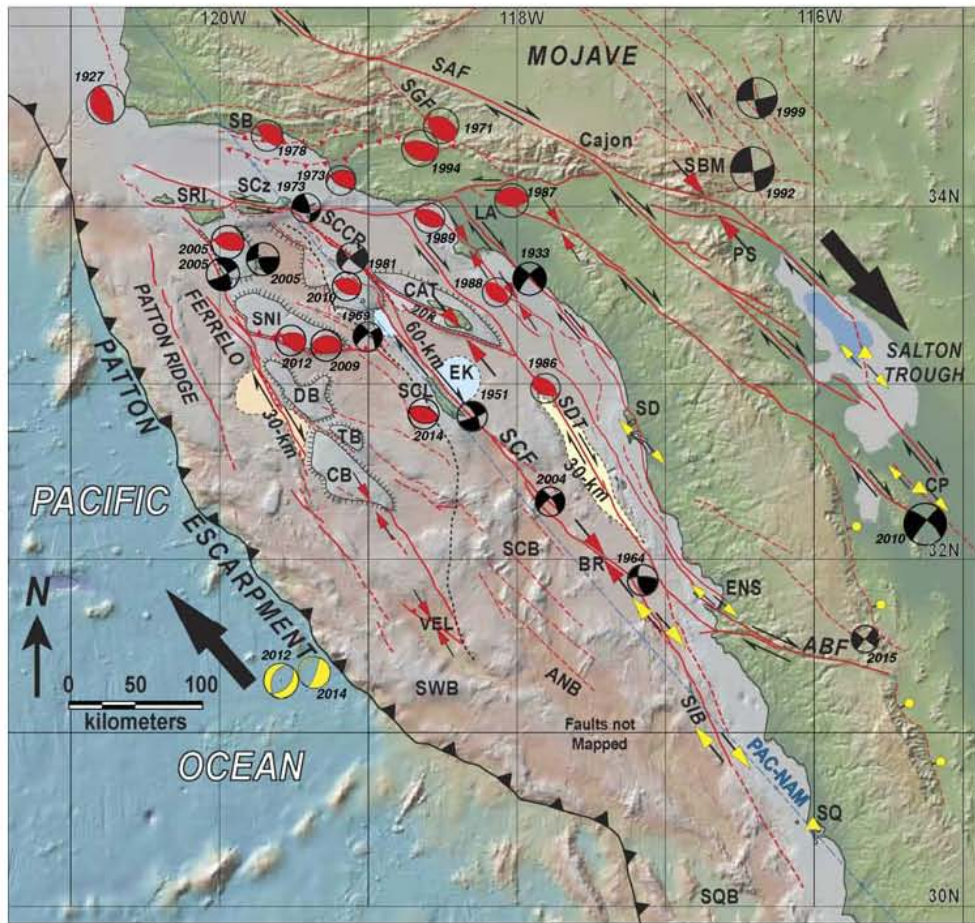 120W
118W
116W
1927
SAF
MOJAVE
SGF
1971
1999
SB
1978
1994
Cajon
SBM
1992
1973
1973
SCz
SRI
1987
34N
LA
SCCR
1989
1933
PS
2005
2005
2005
1981
2010
1988
CAT
20k
PATTON RIDGE
FERRELO
SNI
1969
60-km
SALTON
TROUGH
2012
2009
EK
1986
PATTON
DB
SCL
1951
SDT
SD
30-km
2014
TB
SCF
30-km
CB
CP
PACIFIC
2004
2010
32N
ESCARPMENT
SCB
BR
1964
ENS
N
VEL
ABF
2015
2012
2014
SWB
ANB
SIB
0 50 100
kilometers
Faults not
Mapped
PAC-NAM
OCEAN
SQ
SQB
30N